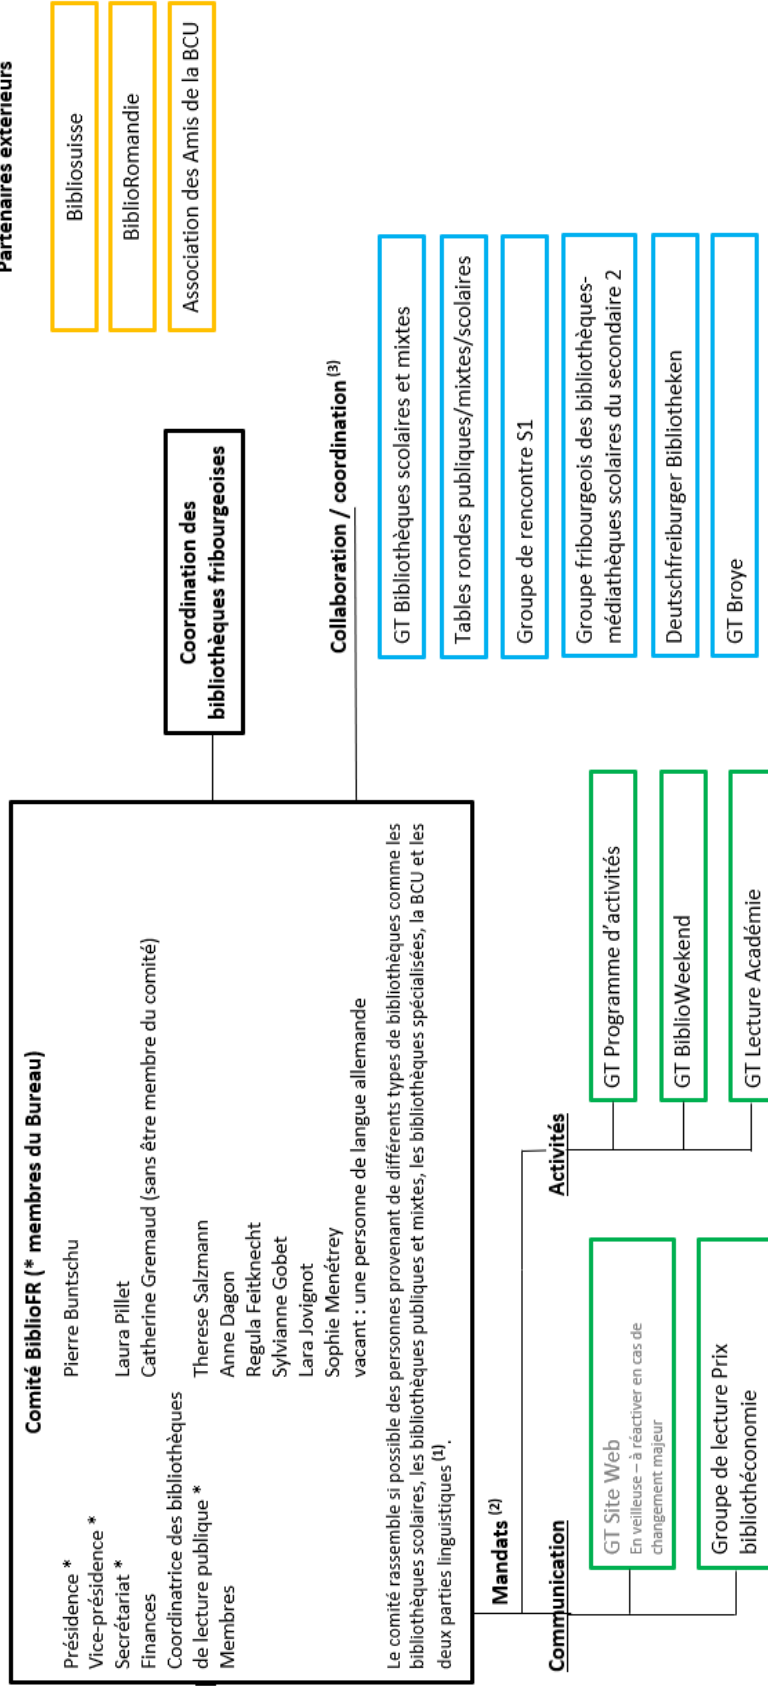 Partenaires extérieurs
Bibliosuisse
BiblioRomandie
Association des Amis de la BCU
Coordination des
bibliothèques fribourgeoises
Comité BiblioFR (* membres du Bureau)
Présidence * Pierre Buntschu
Vice-présidence *
Secrétariat * Laura Pillet
Finances Catherine Gremaud (sans être membre du comité)
Coordinatrice des bibliothèques
de lecture publique * Therese Salzmann
Membres Anne Dagon
Regula Feitknecht
Sylvianne Gobet
Lara Jovignot
Sophie Menétrey
vacant : une personne de langue allemande
Le comité rassemble si possible des personnes provenant de différents types de bibliothèques comme les
bibliothèques scolaires, les bibliothèques publiques et mixtes, les bibliothèques spécialisées, la BCU et les
deux parties linguistiques (1).
Collaboration / coordination (3)
GT Bibliothèques scolaires et mixtes
Tables rondes publiques/mixtes/scolaires
Groupe de rencontre S1
Groupe fribourgeois des bibliothèques-
médiathèques scolaires du secondaire 2
Deutschfreiburger Bibliotheken
GT Broye
Mandats (2)
Communication
GT Site Web
En veilleuse – à réactiver en cas de
changement majeur
Groupe de lecture Prix
bibliothéconomie
Activités
GT Programme d'activités
GT BiblioWeekend
GT Lecture Académie